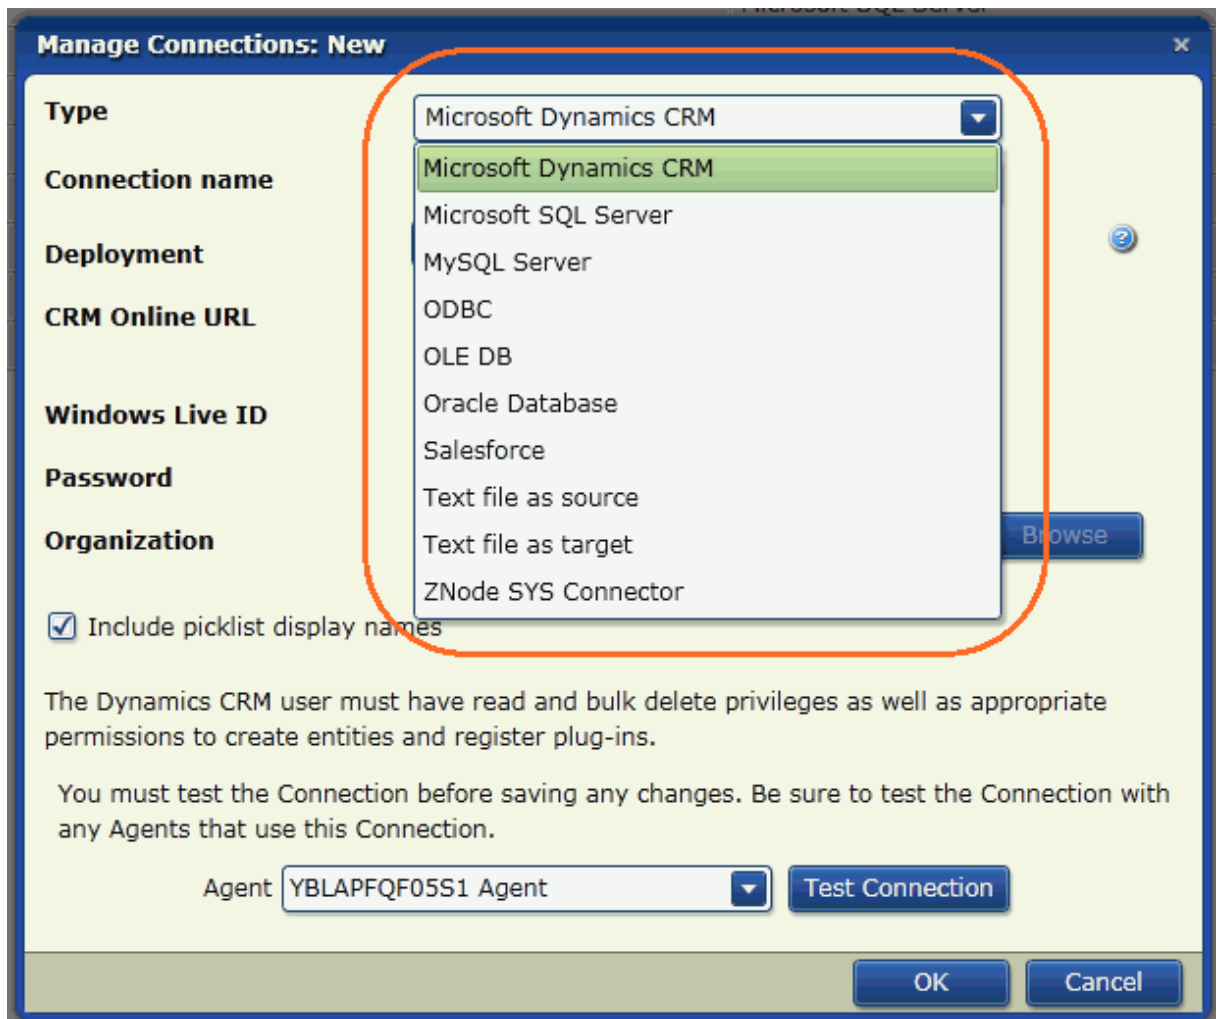 Microsoft SQL Server
Manage Connections: New
Type
Microsoft Dynamics CRM
Microsoft Dynamics CRM
Connection name
Microsoft SQL Server
Deployment
MySQL Server
CRM Online URL
ODBC
OLE DB
Windows Live ID
Oracle Database
Salesforce
Password
Text file as source
Organization
Text file as target
Browse
ZNode SYS Connector
Include picklist display names
The Dynamics CRM user must have read and bulk delete privileges as well as appropriate
permissions to create entities and register plug-ins.
You must test the Connection before saving any changes. Be sure to test the Connection with
any Agents that use this Connection.
Agent YBLAPFQF05S1 Agent Test Connection
OK Cancel